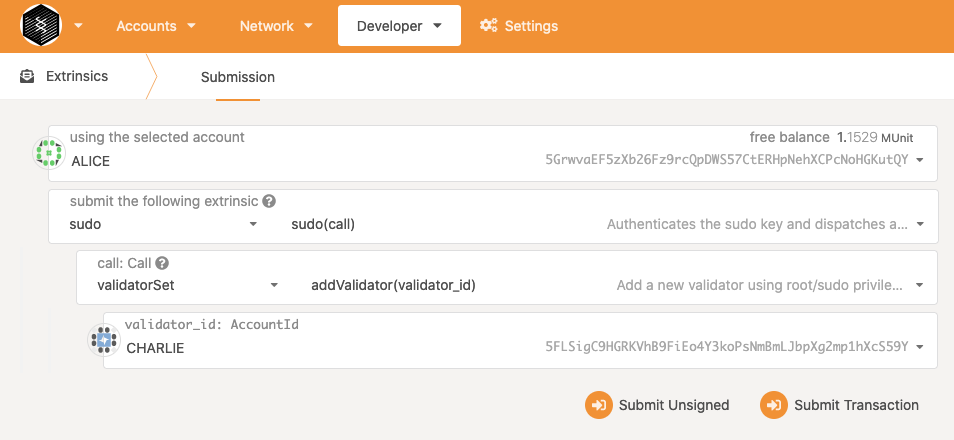 Accounts Network Developer Settings
Extrinsics Submission
using the selected account free balance 1.1529 MUnit
ALICE 5GrwvaEF5zXb26Fz9rcQpDWS57CtERHpNehXCPcNoHGKutQY
submit the following extrinsic ?
sudo sudo(call) Authenticates the sudo key and dispatches a...
call: Call ?
validatorSet addValidator(validator_id) Add a new validator using root/sudo privile...
validator_id: AccountId
CHARLIE 5FLSigC9HGRKVhB9FiEo4Y3koPsNmBmLJbpXg2mp1hXcS59Y
Submit Unsigned Submit Transaction